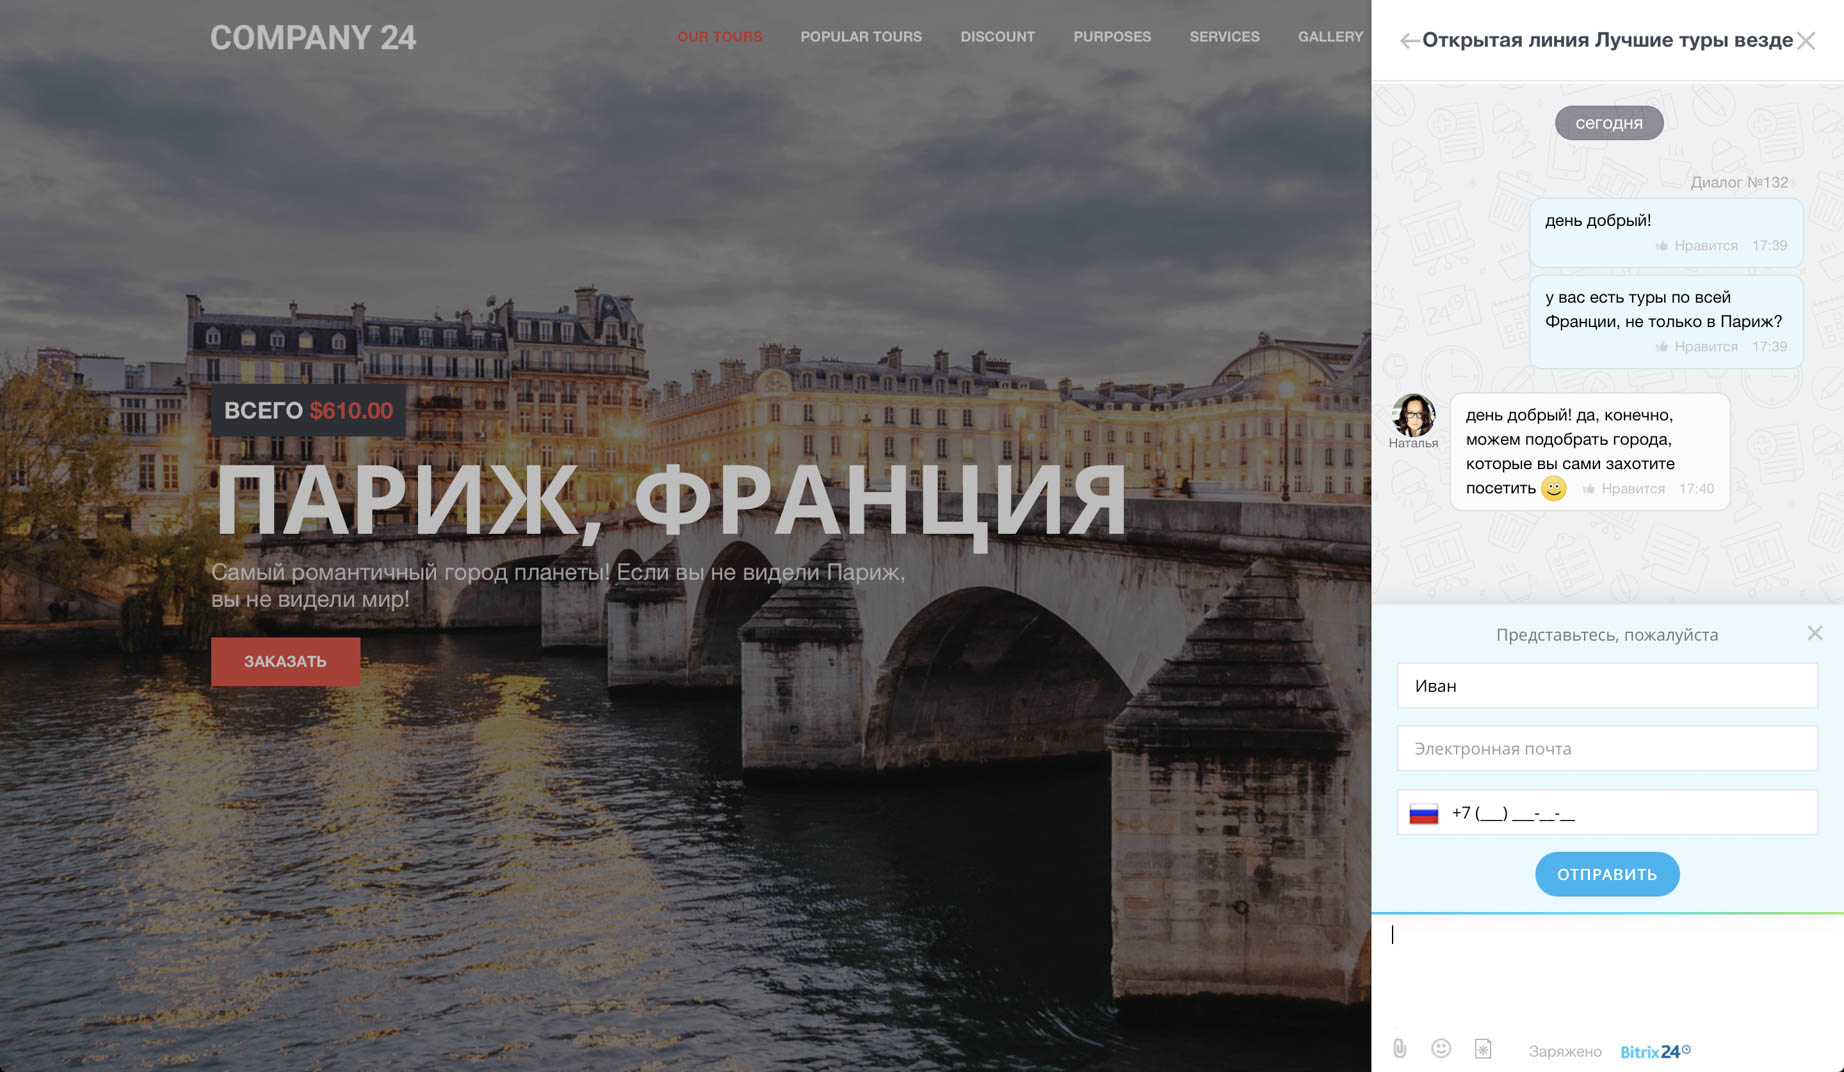 COMPANY 24
OUR TOURS POPULAR TOURS DISCOUNT PURPOSES SERVICES GALLERY
ВСЕГО $610.00
ПАРИЖ, ФРАНЦИЯ
Самый романтичный город планеты! Если вы не видели Париж,
вы не видели мир!
ЗАКАЗАТЬ
Открытая линия Лучшие туры везде
сегодня
Диалог №132
день добрый!
Нравится 17:39
у вас есть туры по всей
Франции, не только в Париж?
Нравится 17:39
Наталья
день добрый! да, конечно,
можем подобрать города,
которые вы сами захотите
посетить Нравится 17:40
Представьтесь, пожалуйста
Иван
Электронная почта
+7 (___) ___-__-__
ОТПРАВИТЬ
Заряжено Bitrix24